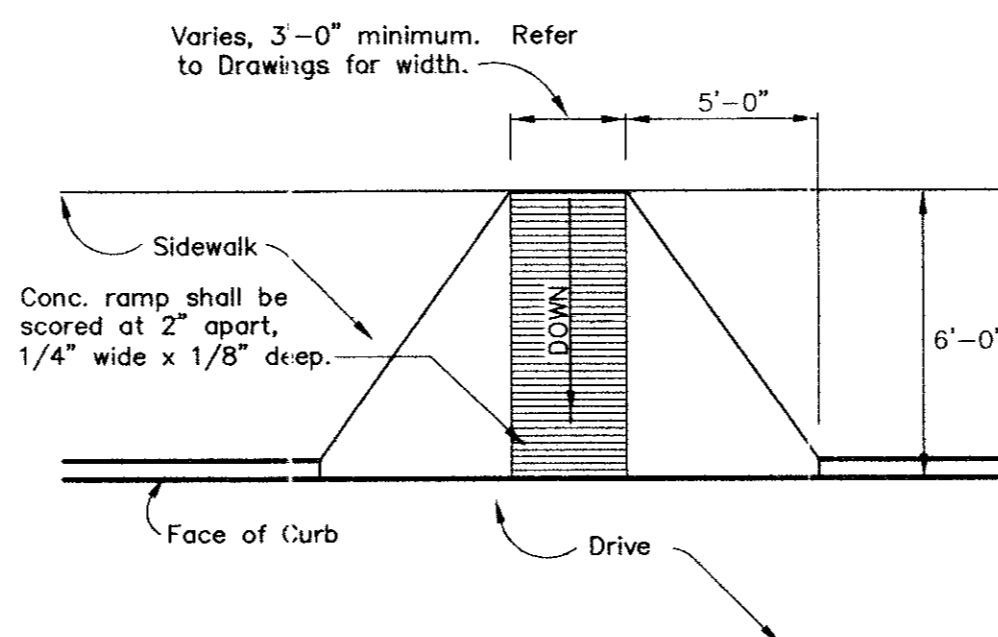 Varies, 3'-0" minimum. Refer
to Drawings for width.
5'-0"
Sidewalk
Conc. ramp shall be
scored at 2" apart,
1/4" wide x 1/8" deep.
DOWN
6'-0"
Face of Curb
Drive